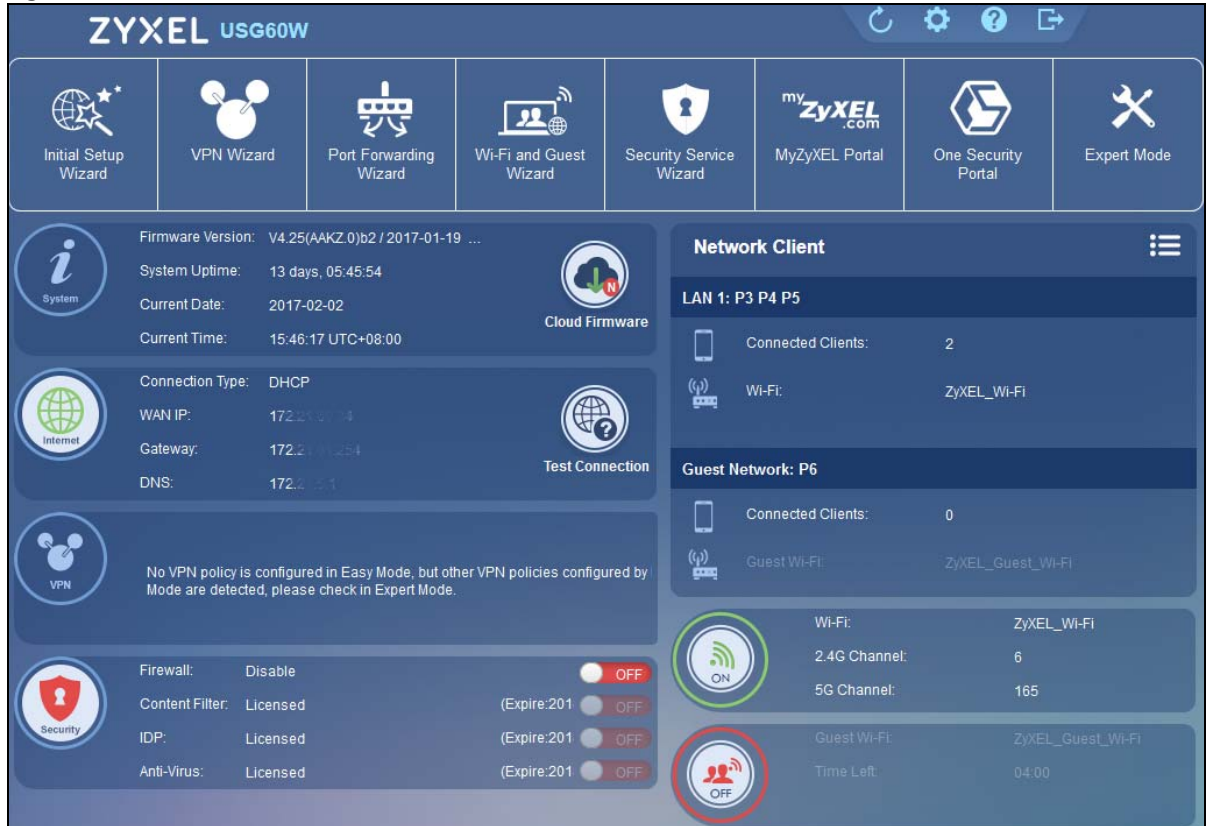 ZYXEL USG60W
Initial Setup
Wizard
VPN Wizard
Port Forwarding
Wizard
Wi-Fi and Guest
Wizard
Security Service
Wizard
my ZyXEL .com
MyZyXEL Portal
One Security
Portal
Expert Mode
System
Firmware Version: V4.25(AAKZ.0)b2 / 2017-01-19 ...
System Uptime: 13 days, 05:45:54
Current Date: 2017-02-02
Current Time: 15:46:17 UTC+08:00
N
Cloud Firmware
Internet
Connection Type: DHCP
WAN IP: 172.
Gateway: 172.2
DNS: 172.
Test Connection
VPN
No VPN policy is configured in Easy Mode, but other VPN policies configured by
Mode are detected, please check in Expert Mode.
Security
Firewall: Disable OFF
Content Filter: Licensed (Expire:201 OFF
IDP: Licensed (Expire:201 OFF
Anti-Virus: Licensed (Expire:201 OFF
Network Client
LAN 1: P3 P4 P5
Connected Clients: 2
Wi-Fi: ZyXEL_Wi-Fi
Guest Network: P6
Connected Clients: 0
Guest Wi-Fi: ZyXEL_Guest_Wi-Fi
ON
Wi-Fi: ZyXEL_Wi-Fi
2.4G Channel: 6
5G Channel: 165
OFF
Guest Wi-Fi: ZyXEL_Guest_Wi-Fi
Time Left: 04:00